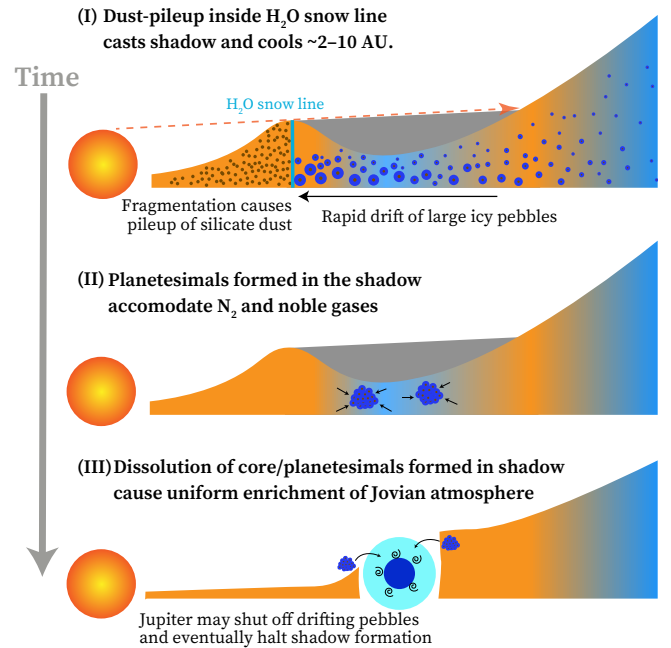 (I) Dust-pileup inside H₂O snow line
casts shadow and cools ~2–10 AU.
Time
H₂O snow line
Fragmentation causes
pileup of silicate dust
Rapid drift of large icy pebbles
(II) Planetesimals formed in the shadow
accomodate N₂ and noble gases
(III) Dissolution of core/planetesimals formed in shadow
cause uniform enrichment of Jovian atmosphere
Jupiter may shut off drifting pebbles
and eventually halt shadow formation